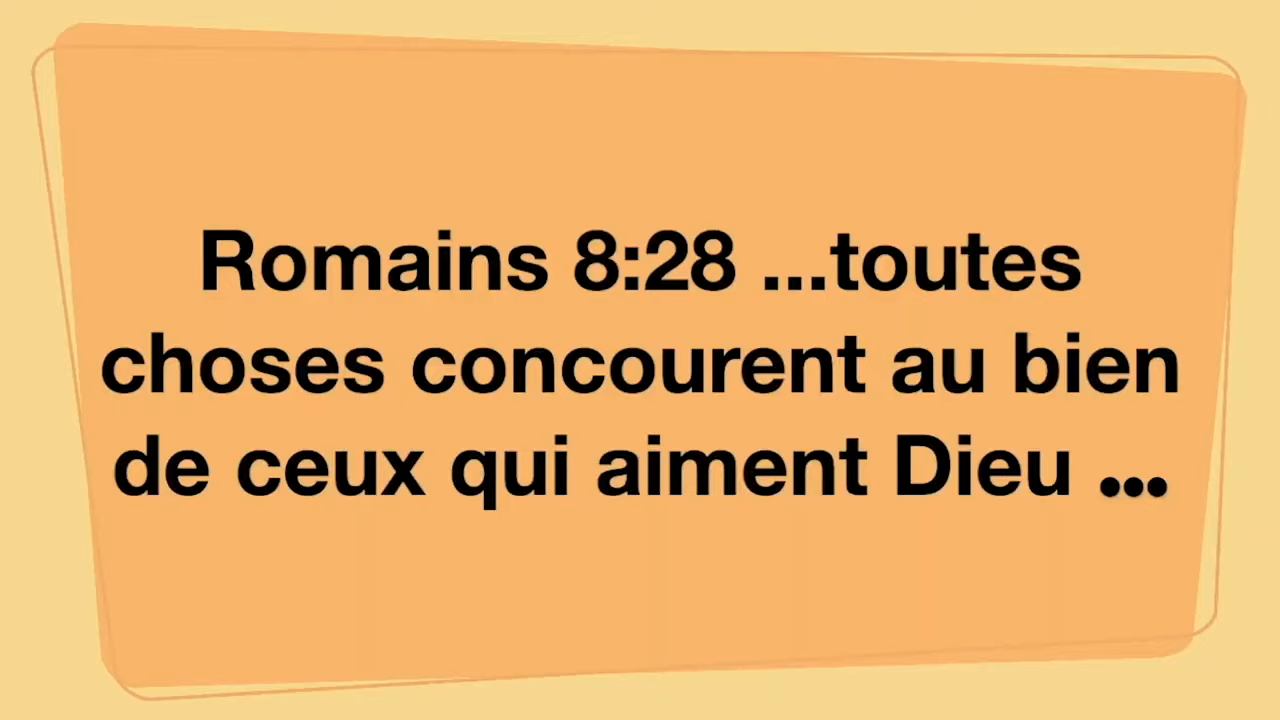 Romains 8:28 ...toutes
choses concourent au bien
de ceux qui aiment Dieu ...